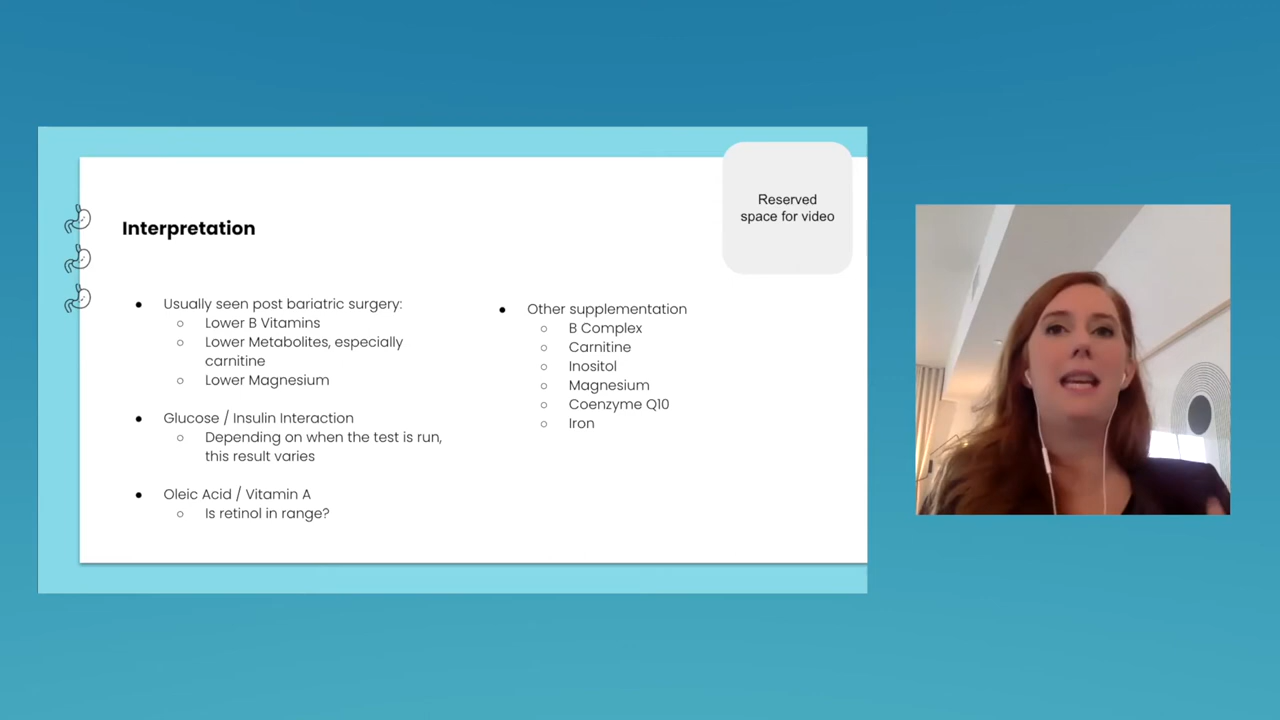 Reserved
space for video
Interpretation
● Usually seen post bariatric surgery:
○ Lower B Vitamins
○ Lower Metabolites, especially
carnitine
○ Lower Magnesium
● Glucose / Insulin Interaction
○ Depending on when the test is run,
this result varies
● Oleic Acid / Vitamin A
○ Is retinol in range?
● Other supplementation
○ B Complex
○ Carnitine
○ Inositol
○ Magnesium
○ Coenzyme Q10
○ Iron